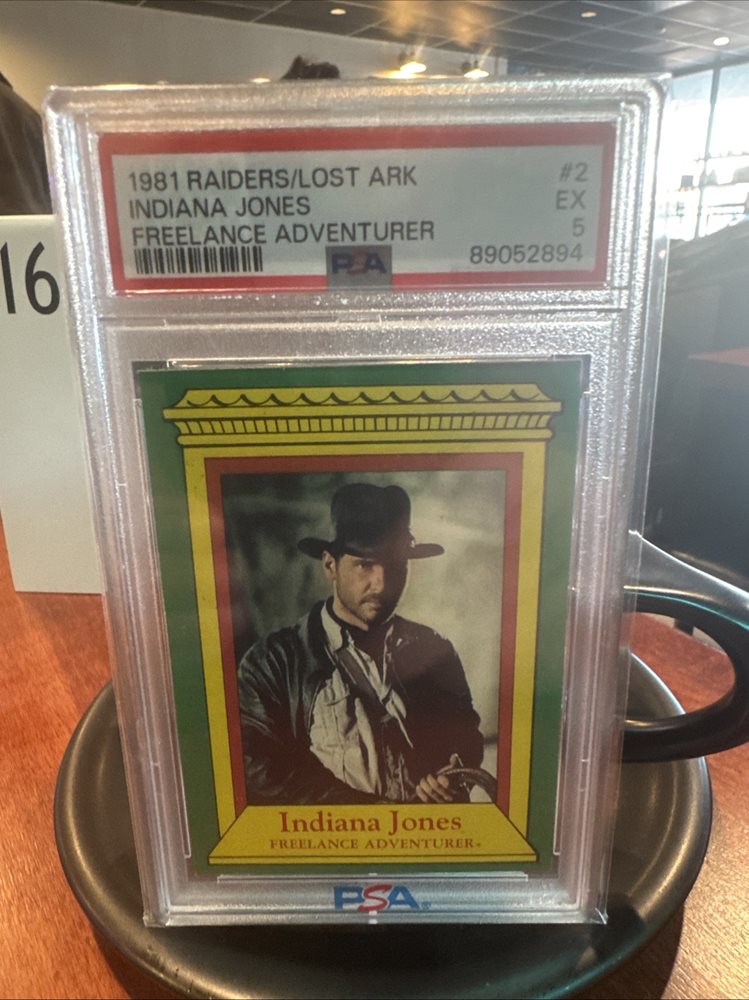 1981 RAIDERS/LOST ARK #2
INDIANA JONES EX
FREELANCE ADVENTURER 5
PSA 89052894
16
Indiana Jones
FREELANCE ADVENTURER
PSA